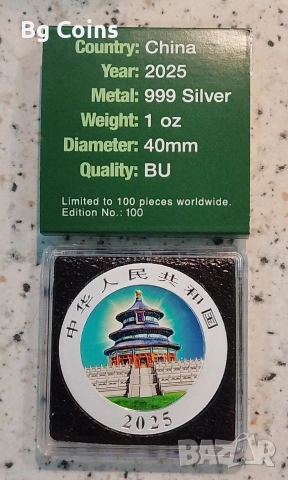 Bg Coins
Country: China
Year: 2025
Metal: 999 Silver
Weight: 1 oz
Diameter: 40mm
Quality: BU
Limited to 100 pieces worldwide.
Edition No.: 100
中华人民共和国
2025
BAZAR